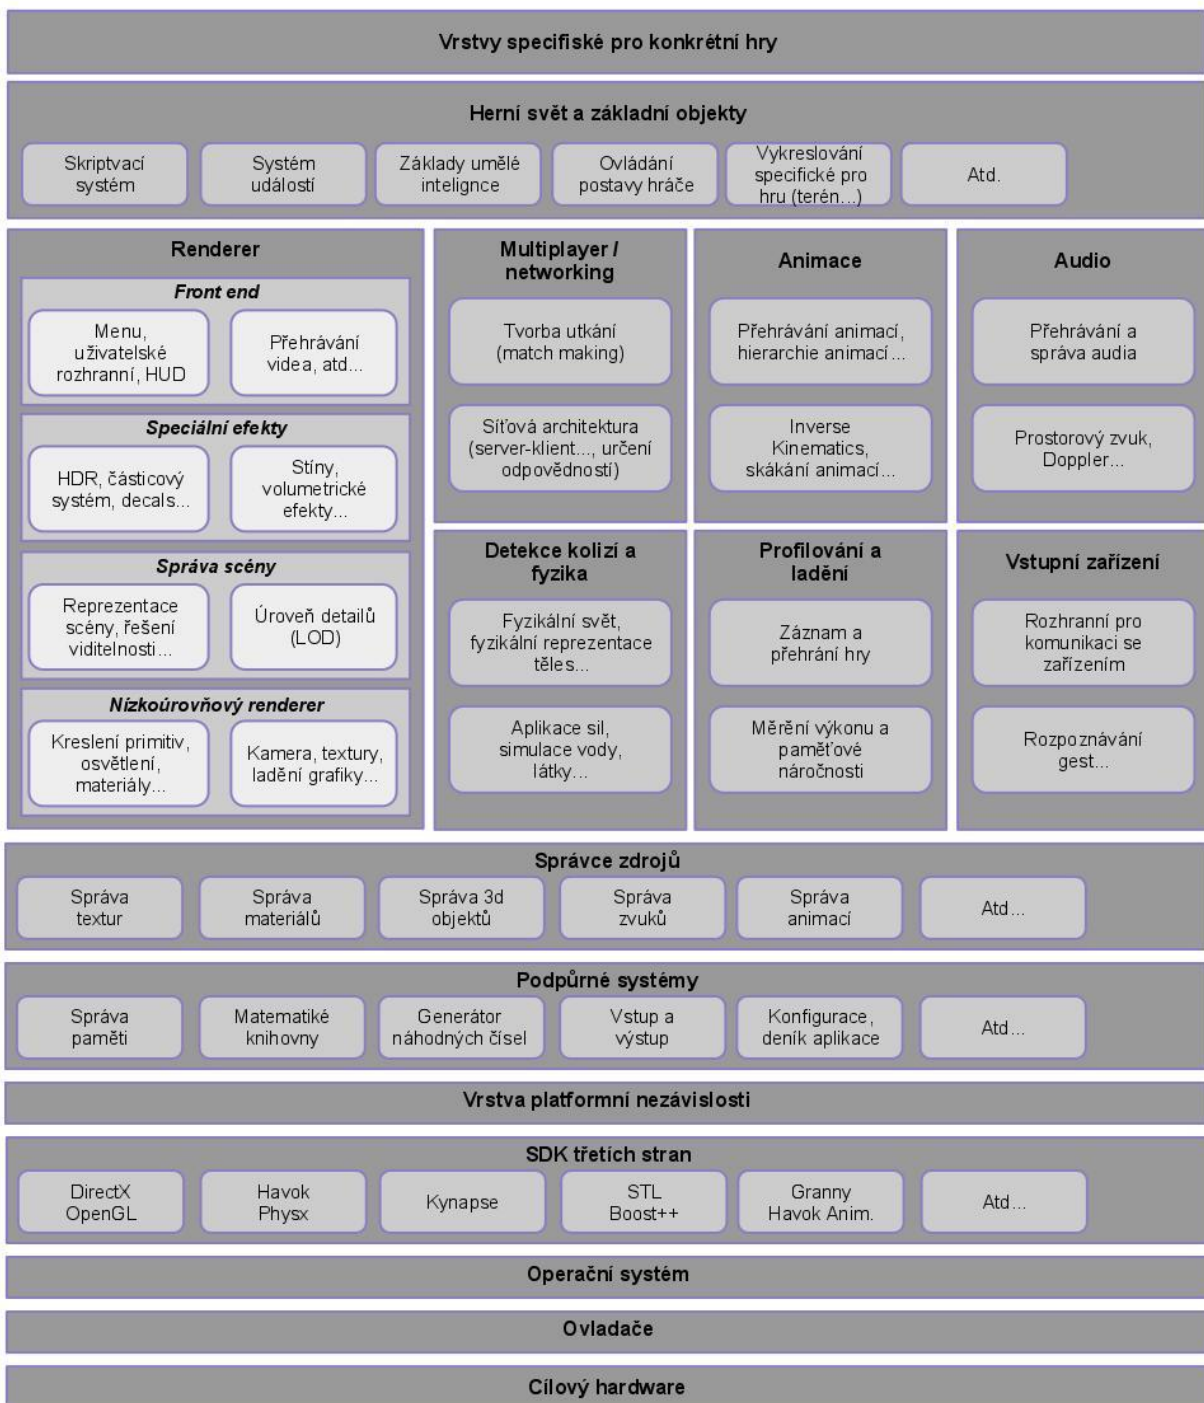 Vrstvy specifiské pro konkrétní hry
Herní svět a základní objekty
Skriptvací
systém
Systém
událostí
Základy umělé
intelignce
Ovládání
postavy hráče
Vykreslování
specifické pro
hru (terén...)
Atd.
Renderer
Front end
Menu,
uživatelské
rozhranní, HUD
Přehrávání
videa, atd...
Speciální efekty
HDR, částicový
systém, decals...
Stíny,
volumetrické
efekty...
Správa scény
Reprezentace
scény, řešení
viditelnosti...
Úroveň detailů
(LOD)
Nízkoúrovňový renderer
Kreslení primitiv,
osvětlení,
materiály...
Kamera, textury,
ladění grafiky...
Multiplayer /
networking
Tvorba utkání
(match making)
Síťová architektura
(server-klient..., určení
odpovědností)
Animace
Přehrávání animací,
hierarchie animací...
Inverse
Kinematics,
skákání animací...
Audio
Přehrávání a
správa audia
Prostorový zvuk,
Doppler...
Detekce kolizí a
fyzika
Fyzikální svět,
fyzikální reprezentace
těles...
Aplikace sil,
simulace vody,
látky...
Profilování a
ladění
Záznam a
přehrání hry
Měrění výkonu a
paměťové
náročnosti
Vstupní zařízení
Rozhranní pro
komunikaci se
zařízením
Rozpoznávání
gest...
Správce zdrojů
Správa
textur
Správa
materiálů
Správa 3d
objektů
Správa
zvuků
Správa
animací
Atd...
Podpůrné systémy
Správa
paměti
Matematiké
knihovny
Generátor
náhodných čísel
Vstup a
výstup
Konfigurace,
deník aplikace
Atd...
Vrstva platformní nezávislosti
SDK třetích stran
DirectX
OpenGL
Havok
Physx
Kynapse
STL
Boost++
Granny
Havok Anim.
Atd...
Operační systém
Ovladače
Cílový hardware